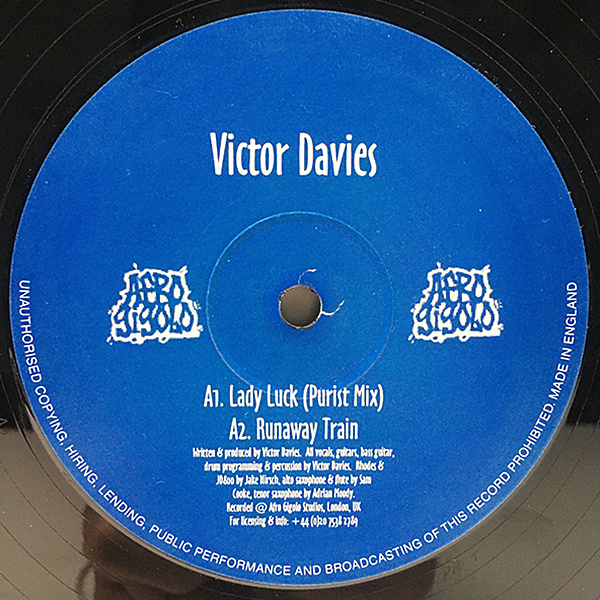 Victor Davies
AFRO
GIGOLO
AFRO
GIGOLO
A1. Lady Luck (Purist Mix)
A2. Runaway Train
Written & produced by Victor Davies. All vocals, guitars, bass guitar,
drum programming & percussion by Victor Davies. Rhodes &
JD800 by Jake Hirsch, alto saxophone & flute by Sam
Cooke, tenor saxophone by Adrian Moody.
Recorded @ Afro Gigolo Studios, London, UK
For licensing & info: +44 (0)20 7538 2789
UNAUTHORISED COPYING, HIRING, LENDING, PUBLIC PERFORMANCE AND BROADCASTING OF THIS RECORD PROHIBITED. MADE IN ENGLAND